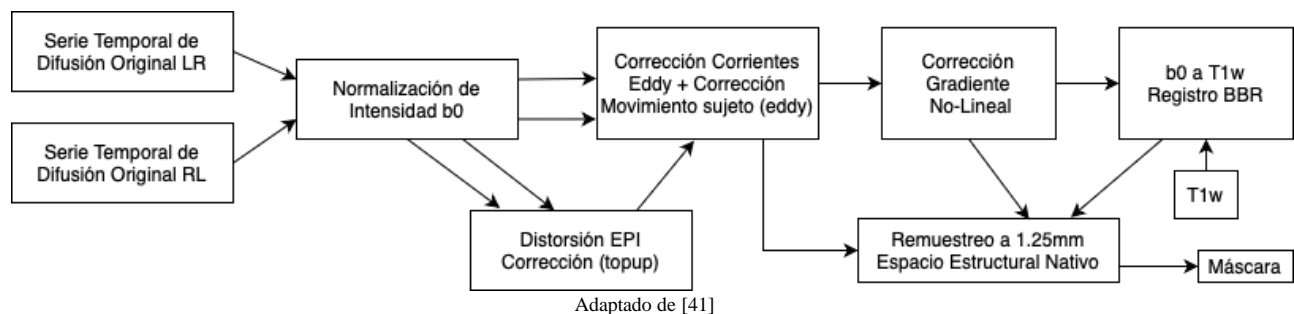 Serie Temporal de
Difusión Original LR
Serie Temporal de
Difusión Original RL
Normalización de
Intensidad b0
Distorsión EPI
Corrección (topup)
Corrección Corrientes
Eddy + Corrección
Movimiento sujeto (eddy)
Corrección
Gradiente
No-Lineal
b0 a T1w
Registro BBR
T1w
Remuestreo a 1.25mm
Espacio Estructural Nativo
Máscara
Adaptado de [41]